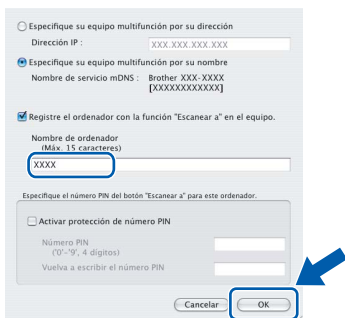 Especifique su equipo multifunción por su dirección
Dirección IP : XXX.XXX.XXX.XXX
Especifique su equipo multifunción por su nombre
Nombre de servicio mDNS : Brother XXX-XXXX
[XXXXXXXXXXXX]
Registre el ordenador con la función "Escanear a" en el equipo.
Nombre de ordenador
(Máx. 15 caracteres)
XXXX
Especifique el número PIN del botón "Escanear a" para este ordenador.
Activar protección de número PIN
Número PIN
('0'-'9', 4 dígitos)
Vuelva a escribir el número PIN
Cancelar OK